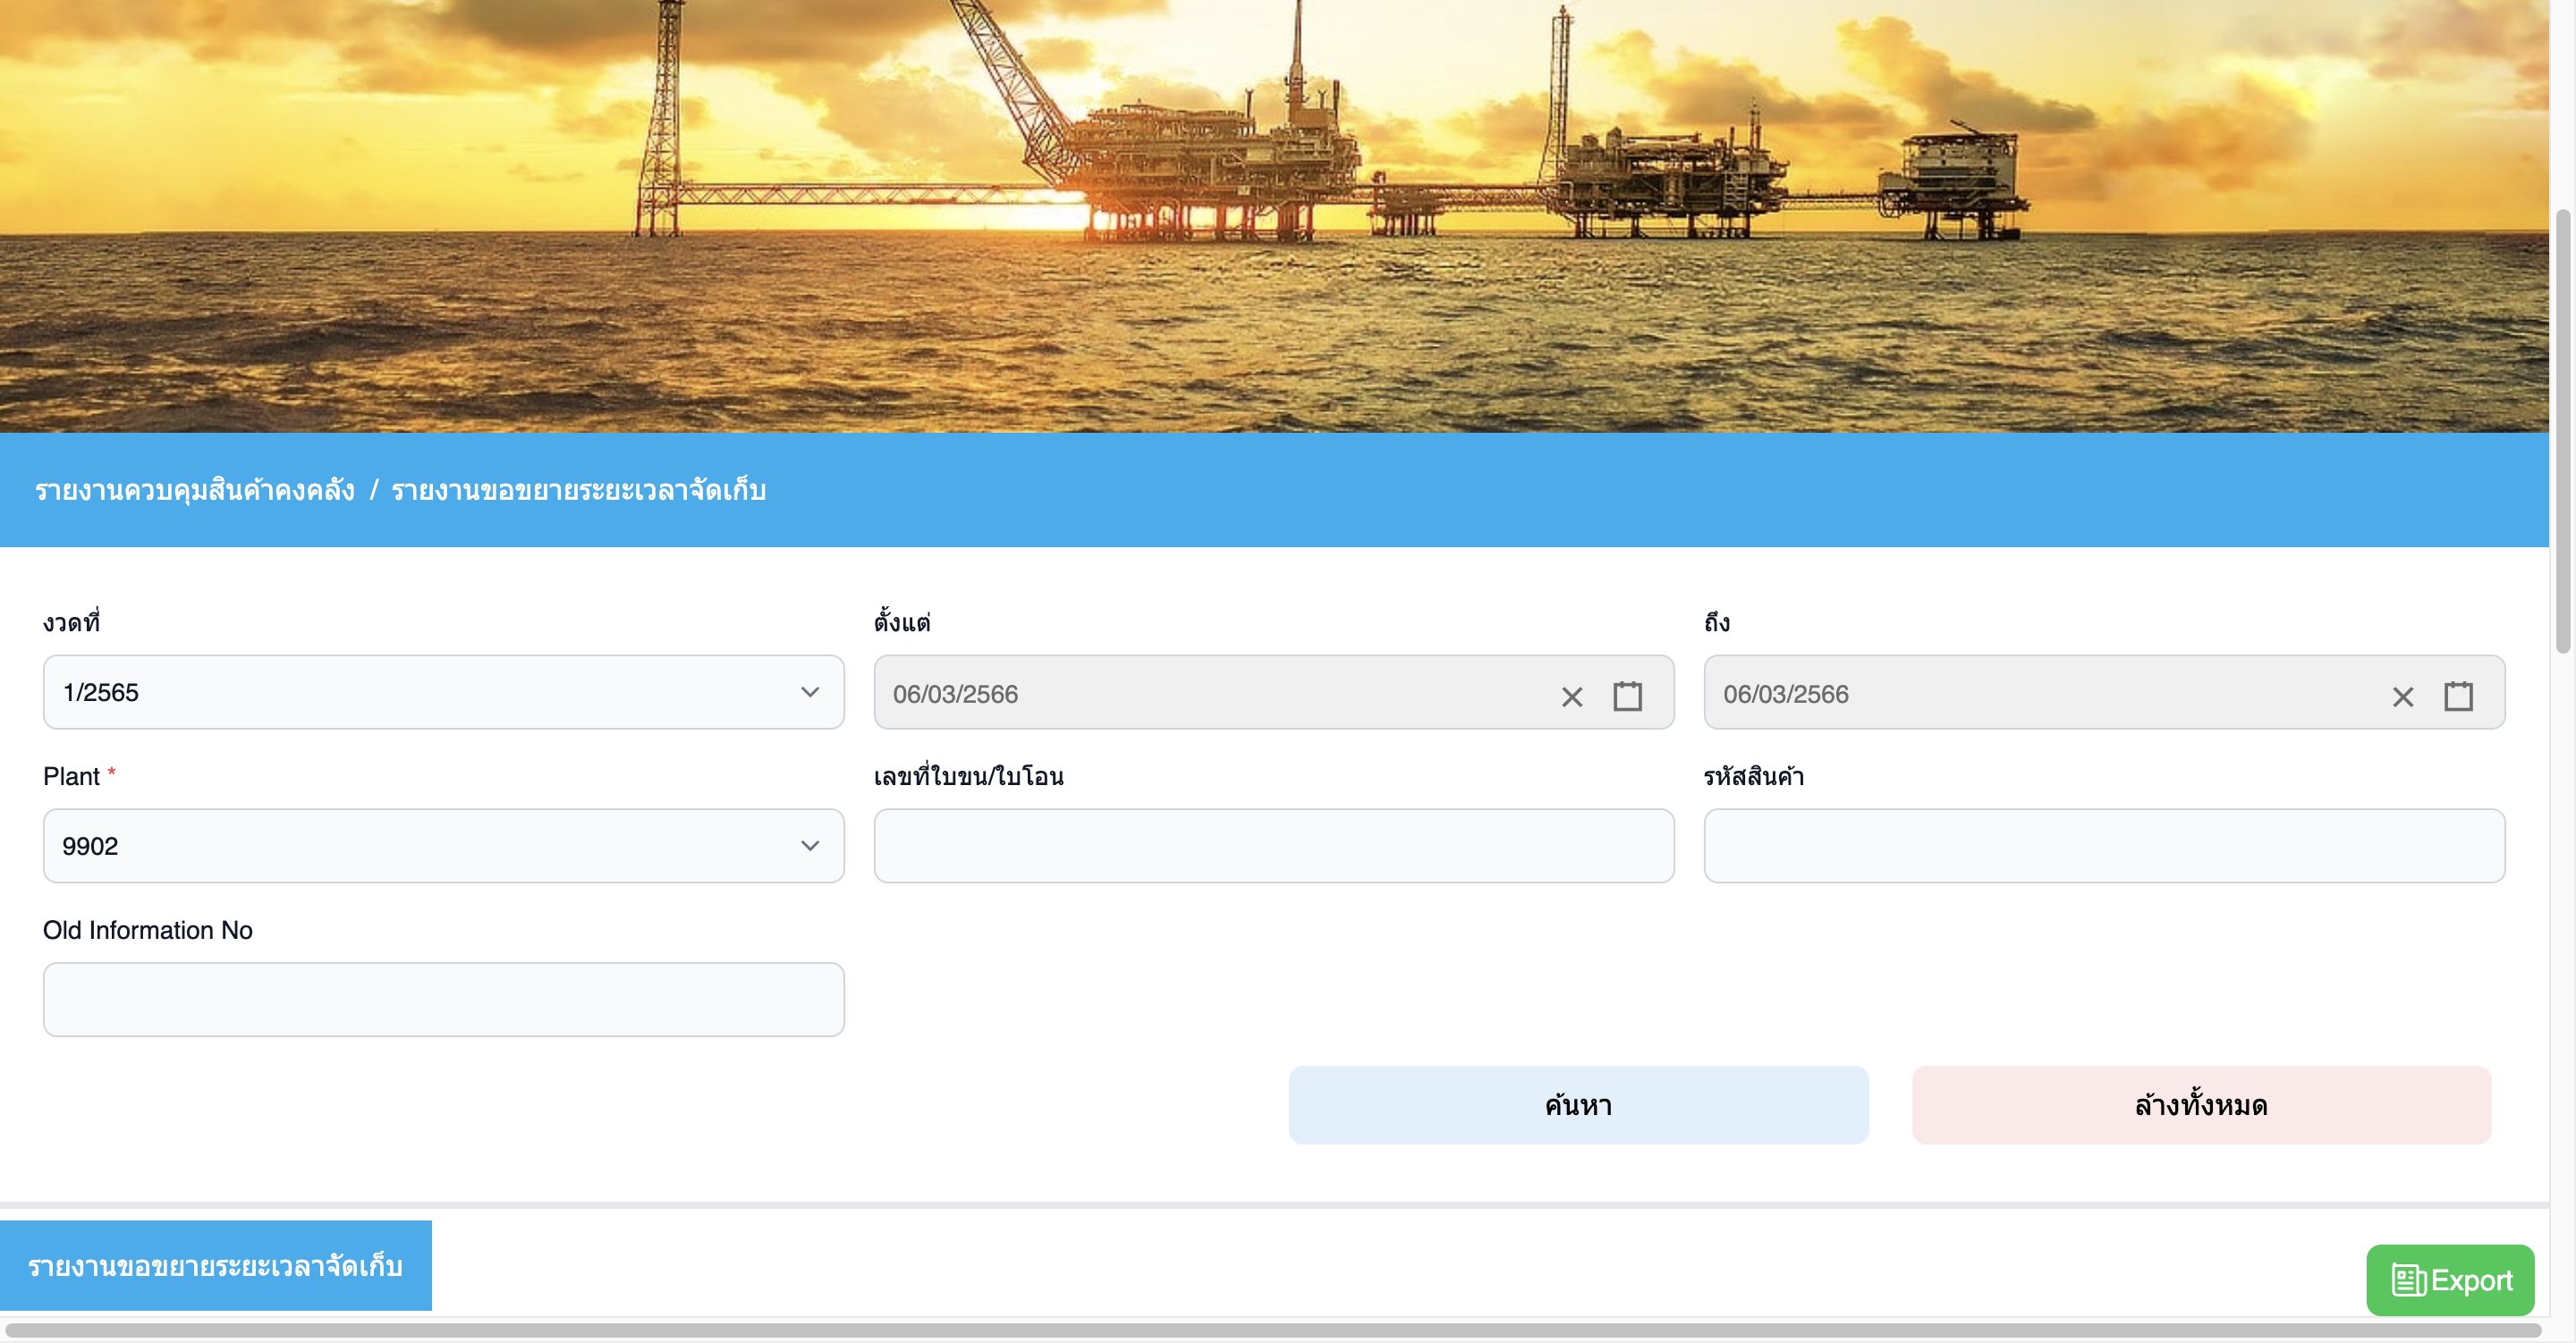 รายงานควบคุมสินค้าคงคลัง / รายงานขอขยายระยะเวลาจัดเก็บ
งวดที่ ตั้งแต่ ถึง
1/2565 06/03/2566 06/03/2566
Plant * เลขที่ใบขน/ใบโอน รหัสสินค้า
9902
Old Information No
ค้นหา ล้างทั้งหมด
รายงานขอขยายระยะเวลาจัดเก็บ
Export